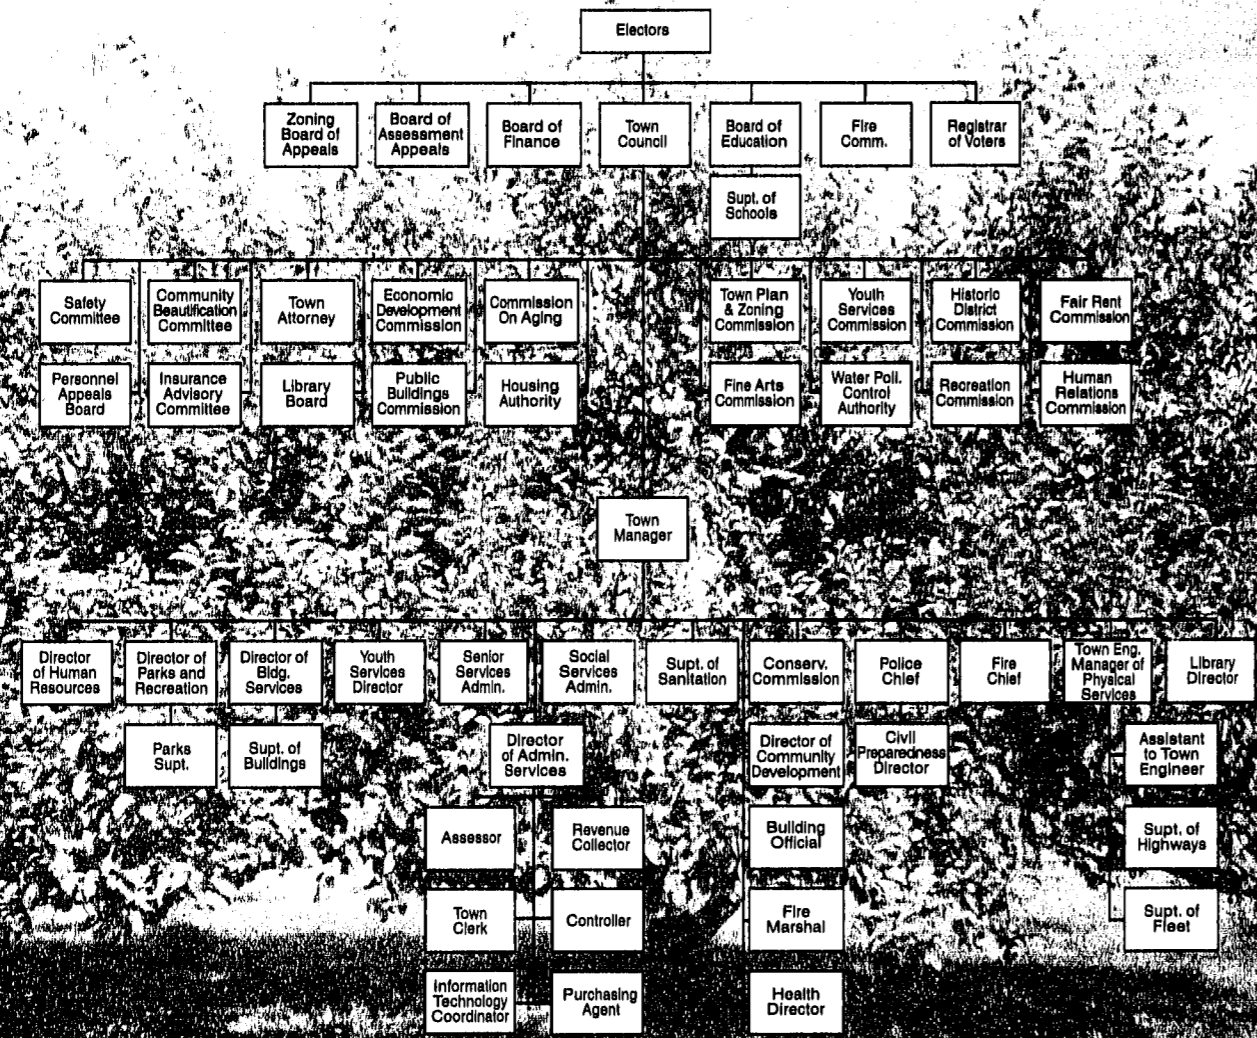 Electors
Zoning
Board of
Appeals
Board of
Assessment
Appeals
Board of
Finance
Town
Council
Board of
Education
Fire
Comm.
Registrar
of Voters
Supt. of
Schools
Safety
Committee
Community
Beautification
Committee
Town
Attorney
Economic
Development
Commission
Commission
On Aging
Town Plan
& Zoning
Commission
Youth
Services
Commission
Historic
District
Commission
Fair Rent
Commission
Personnel
Appeals
Board
Insurance
Advisory
Committee
Library
Board
Public
Buildings
Commission
Housing
Authority
Fine Arts
Commission
Water Poll.
Control
Authority
Recreation
Commission
Human
Relations
Commission
Town
Manager
Director
of Human
Resources
Director of
Parks and
Recreation
Director of
Bldg.
Services
Youth
Services
Director
Senior
Services
Admin.
Social
Services
Admin.
Supt. of
Sanitation
Conserv.
Commission
Police
Chief
Fire
Chief
Town Eng.
Manager of
Physical
Services
Library
Director
Parks
Supt.
Supt. of
Buildings
Director
of Admin.
Services
Director of
Community
Development
Civil
Preparedness
Director
Assistant
to Town
Engineer
Assessor
Revenue
Collector
Building
Official
Supt. of
Highways
Town
Clerk
Controller
Fire
Marshal
Supt. of
Fleet
Information
Technology
Coordinator
Purchasing
Agent
Health
Director